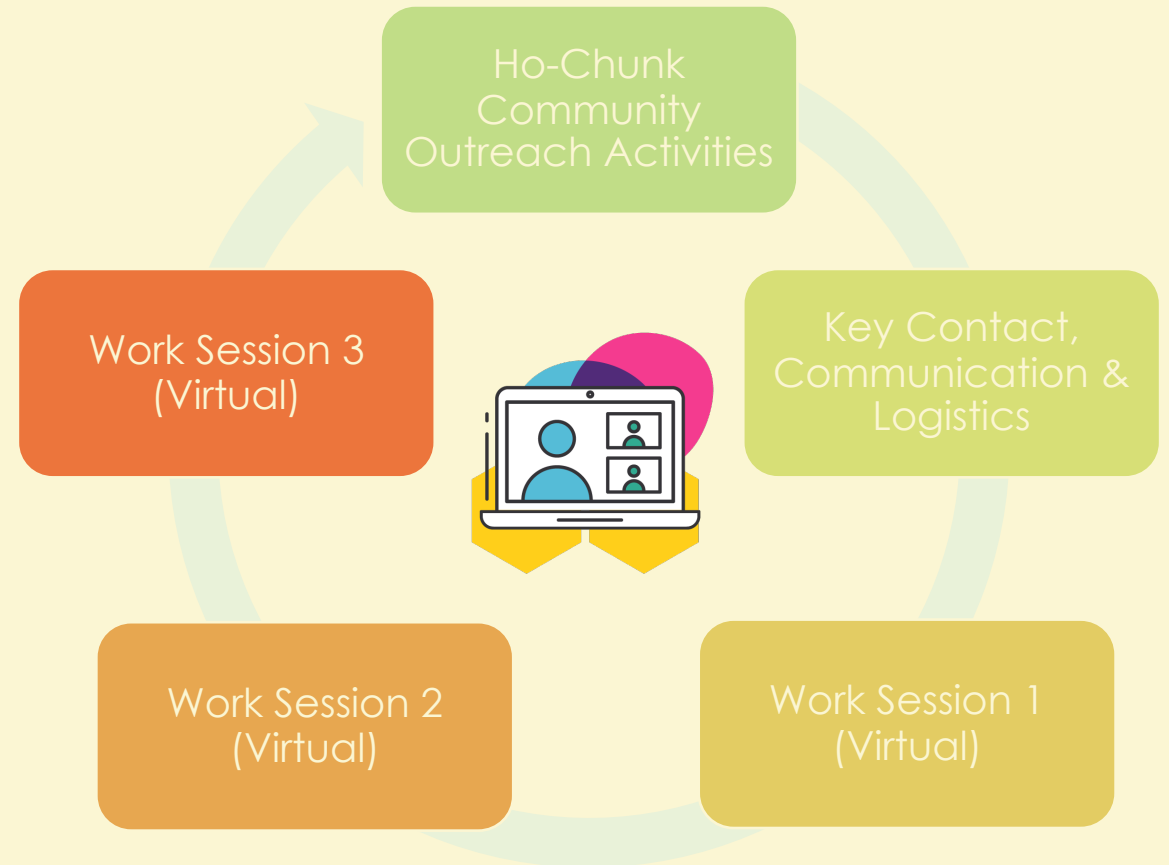 Ho-Chunk
Community
Outreach Activities
Key Contact,
Communication &
Logistics
Work Session 1
(Virtual)
Work Session 2
(Virtual)
Work Session 3
(Virtual)